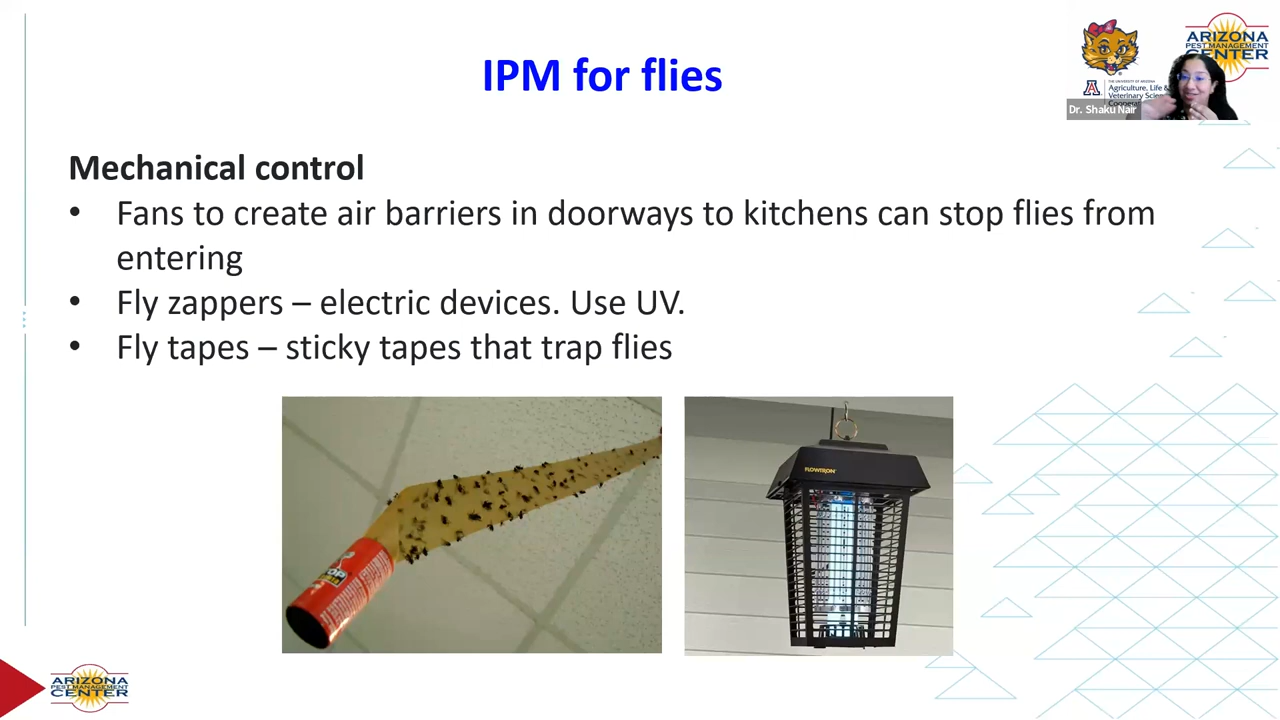 IPM for flies
ARIZONA
PEST MANAGEMENT
CENTER
THE UNIVERSITY OF ARIZONA
Agriculture, Life &
Veterinary Scien
Cooperat
Dr. Shaku Nair
Mechanical control
• Fans to create air barriers in doorways to kitchens can stop flies from
entering
• Fly zappers – electric devices. Use UV.
• Fly tapes – sticky tapes that trap flies
FLOWTRON
ARIZONA
PEST MANAGEMENT
CENTER